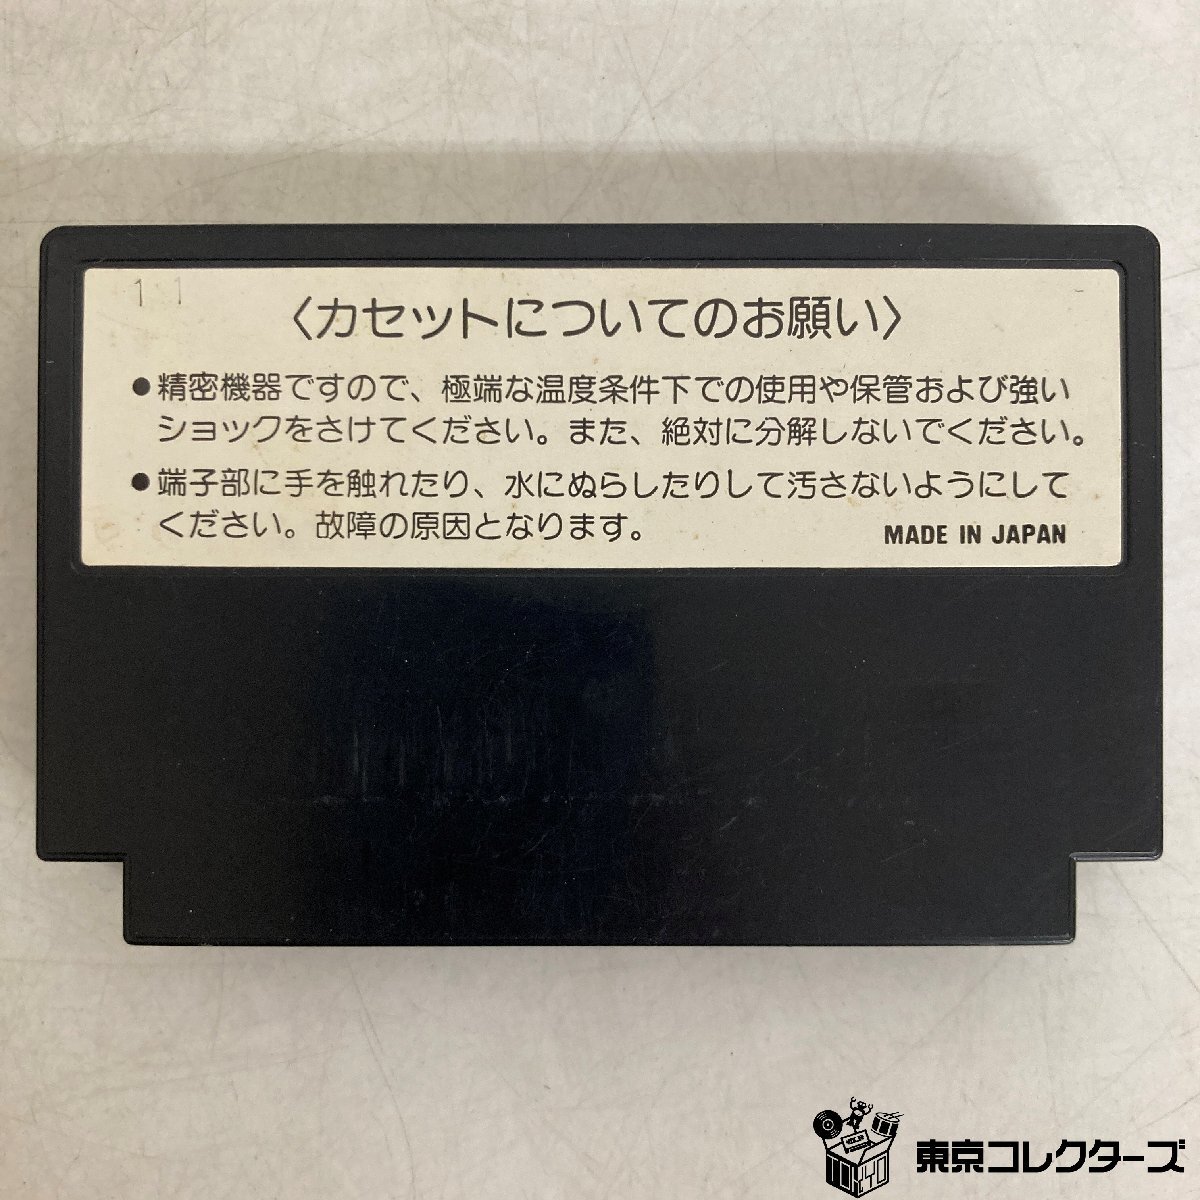 11
〈カセットについてのお願い〉
●精密機器ですので、極端な温度条件下での使用や保管および強い
ショックをさけてください。また、絶対に分解しないでください。
●端子部に手を触れたり、水にぬらしたりして汚さないようにして
ください。故障の原因となります。
MADE IN JAPAN
東京コレクターズ